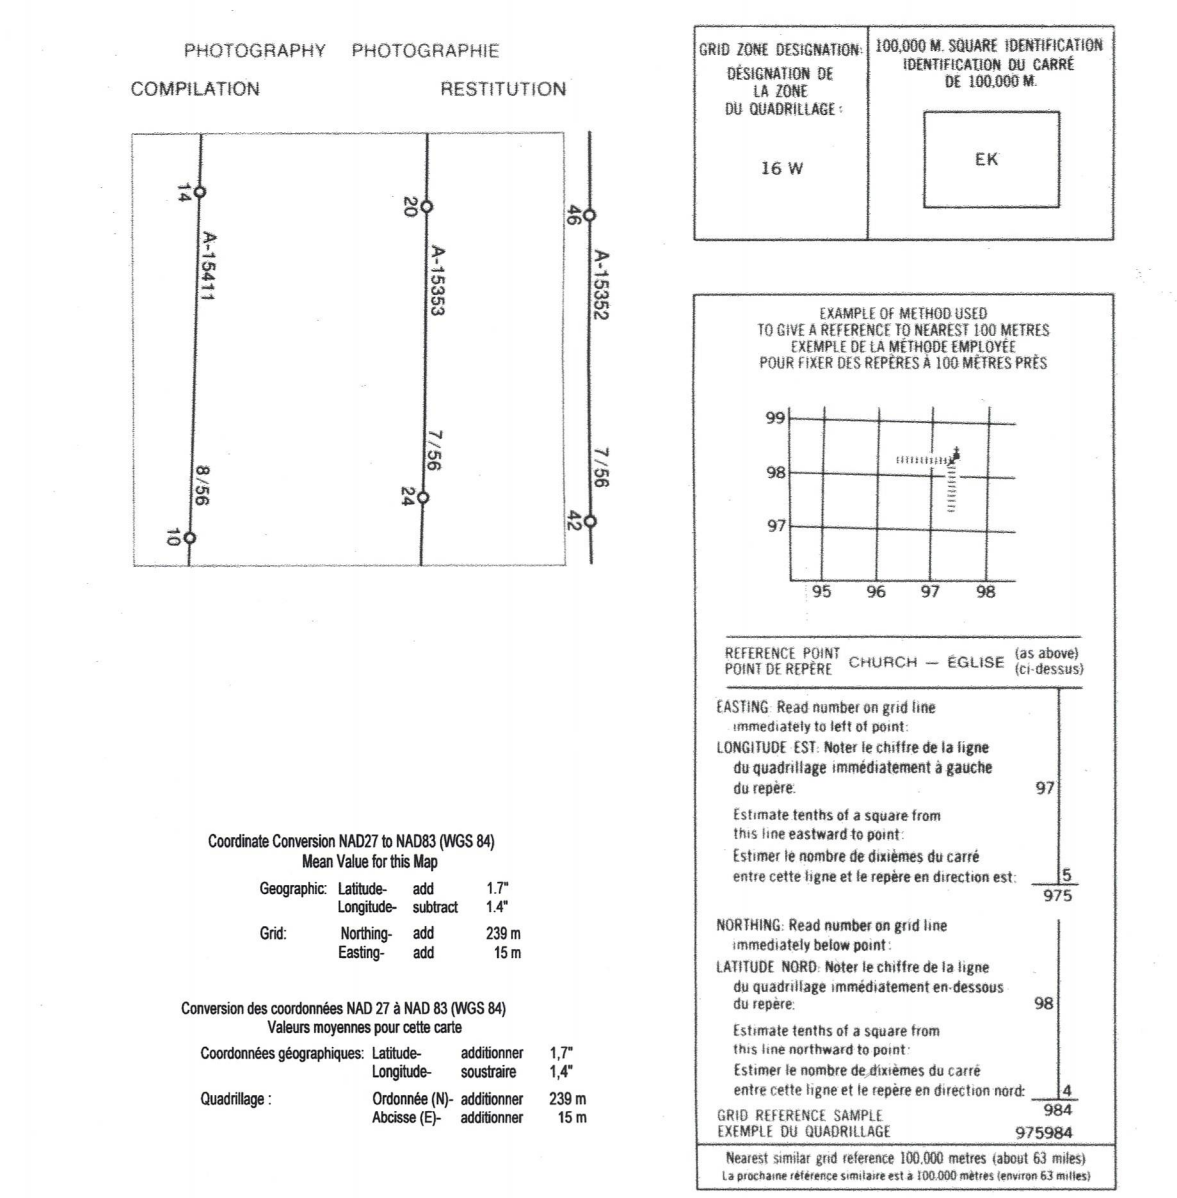 PHOTOGRAPHY PHOTOGRAPHIE
COMPILATION RESTITUTION
14
A-15411
8/56
10
20
A-15353
7/56
24
46
A-15352
7/56
42
Coordinate Conversion NAD27 to NAD83 (WGS 84)
Mean Value for this Map
Geographic: Latitude- add 1.7"
Longitude- subtract 1.4"
Grid: Northing- add 239 m
Easting- add 15 m
Conversion des coordonnées NAD 27 à NAD 83 (WGS 84)
Valeurs moyennes pour cette carte
Coordonnées géographiques: Latitude- additionner 1,7"
Longitude- soustraire 1,4"
Quadrillage : Ordonnée (N)- additionner 239 m
Abcisse (E)- additionner 15 m
GRID ZONE DESIGNATION:
DÉSIGNATION DE
LA ZONE
DU QUADRILLAGE :
16 W
100,000 M. SQUARE IDENTIFICATION
IDENTIFICATION DU CARRÉ
DE 100,000 M.
EK
EXAMPLE OF METHOD USED
TO GIVE A REFERENCE TO NEAREST 100 METRES
EXEMPLE DE LA MÉTHODE EMPLOYÉE
POUR FIXER DES REPÈRES À 100 MÈTRES PRÈS
99
98
97
95 96 97 98
REFERENCE POINT
POINT DE REPÈRE
CHURCH — ÉGLISE
(as above)
(ci-dessus)
EASTING: Read number on grid line
immediately to left of point:
LONGITUDE EST: Noter le chiffre de la ligne
du quadrillage immédiatement à gauche
du repère: 97
Estimate tenths of a square from
this line eastward to point:
Estimer le nombre de dixièmes du carré
entre cette ligne et le repère en direction est: 5
975
NORTHING: Read number on grid line
immediately below point:
LATITUDE NORD: Noter le chiffre de la ligne
du quadrillage immédiatement en-dessous
du repère: 98
Estimate tenths of a square from
this line northward to point:
Estimer le nombre de dixièmes du carré
entre cette ligne et le repère en direction nord: 4
984
GRID REFERENCE SAMPLE
EXEMPLE DU QUADRILLAGE 975984
Nearest similar grid reference 100,000 metres (about 63 miles)
La prochaine référence similaire est à 100.000 mètres (environ 63 milles)